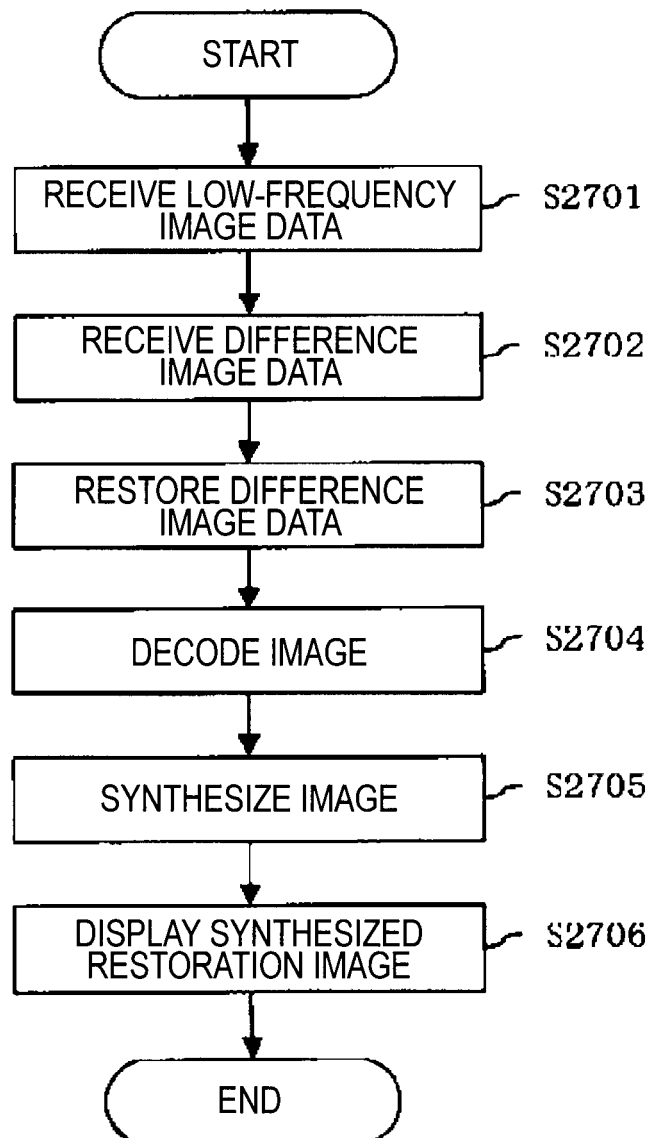 START
RECEIVE LOW-FREQUENCY
IMAGE DATA
S2701
RECEIVE DIFFERENCE
IMAGE DATA
S2702
RESTORE DIFFERENCE
IMAGE DATA
S2703
DECODE IMAGE
S2704
SYNTHESIZE IMAGE
S2705
DISPLAY SYNTHESIZED
RESTORATION IMAGE
S2706
END